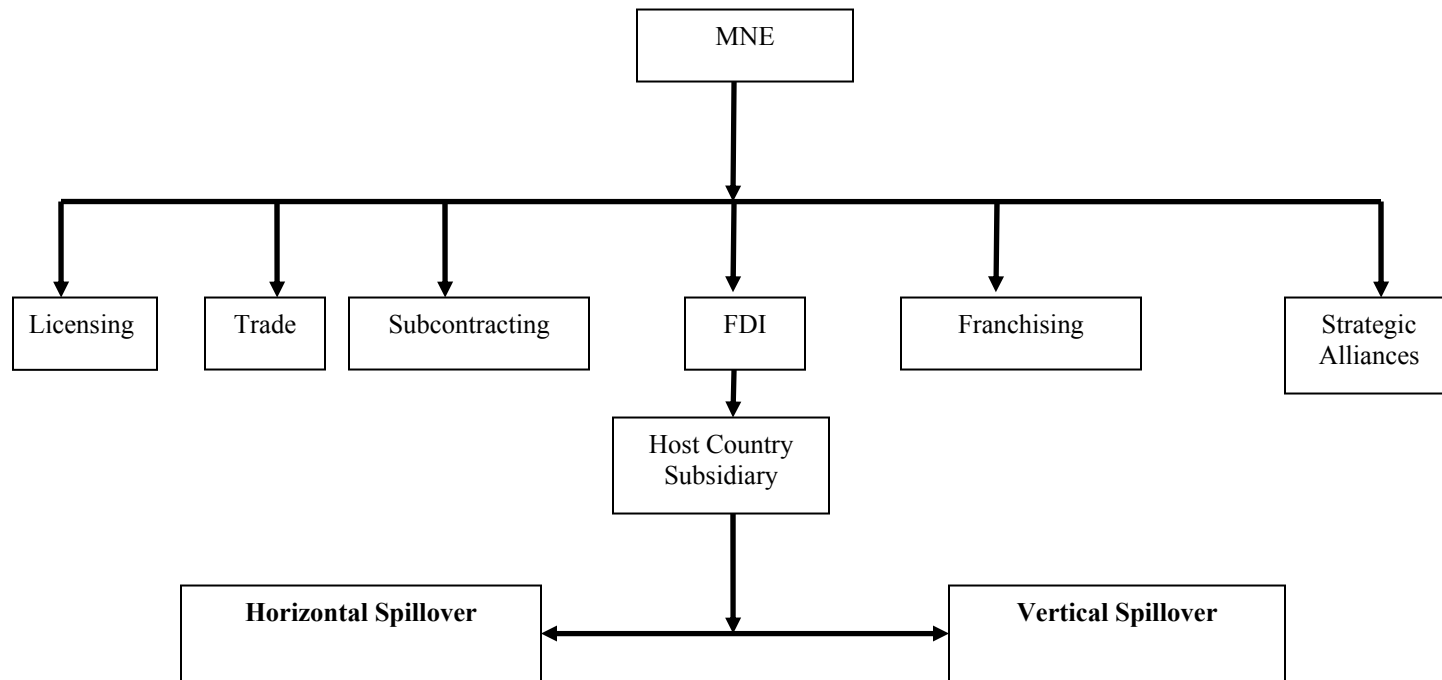 MNE
Licensing
Trade
Subcontracting
FDI
Franchising
Strategic
Alliances
Host Country
Subsidiary
Horizontal Spillover
Vertical Spillover